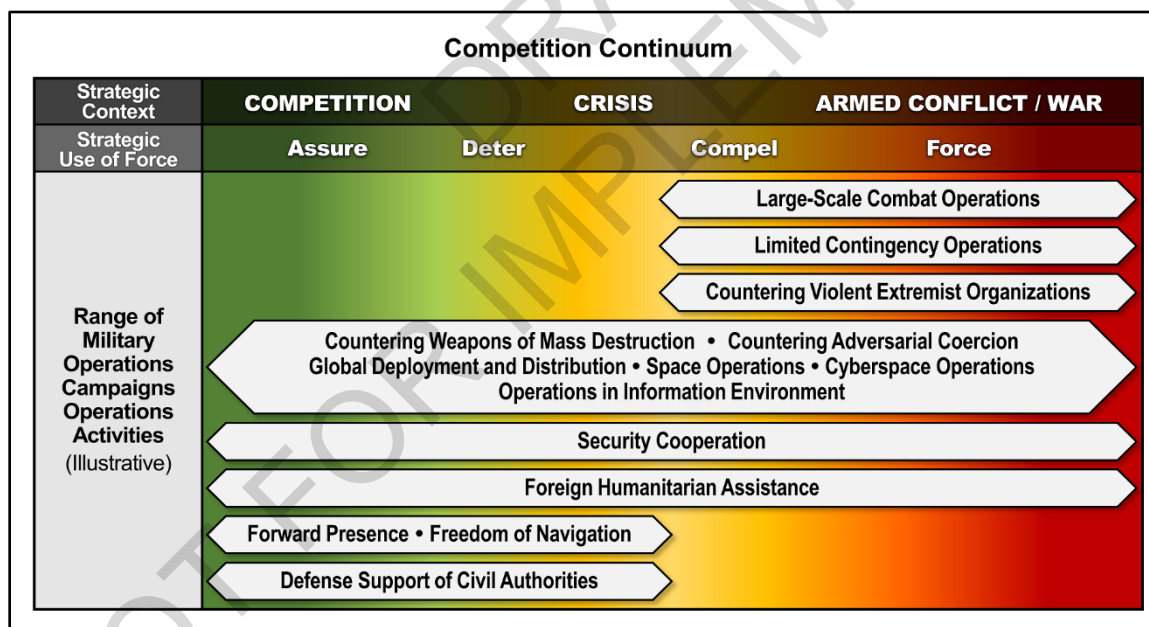 Competition Continuum
Strategic
Context
COMPETITION
CRISIS
ARMED CONFLICT / WAR
Strategic
Use of Force
Assure
Deter
Compel
Force
Range of
Military
Operations
Campaigns
Operations
Activities
(Illustrative)
Large-Scale Combat Operations
Limited Contingency Operations
Countering Violent Extremist Organizations
Countering Weapons of Mass Destruction • Countering Adversarial Coercion
Global Deployment and Distribution • Space Operations • Cyberspace Operations
Operations in Information Environment
Security Cooperation
Foreign Humanitarian Assistance
Forward Presence • Freedom of Navigation
Defense Support of Civil Authorities